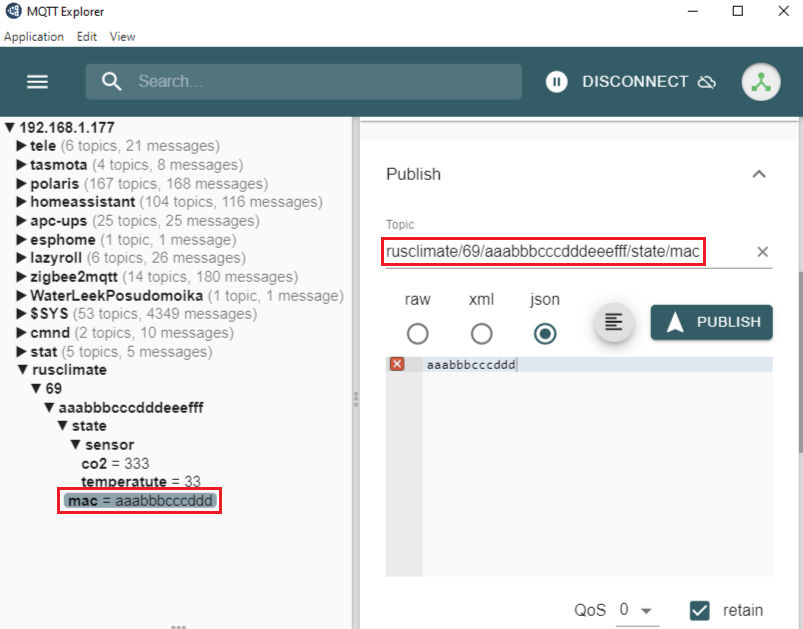 MQTT Explorer
Application Edit View
Search...
DISCONNECT
▼ 192.168.1.177
▶ tele (6 topics, 21 messages)
▶ tasmota (4 topics, 8 messages)
▶ polaris (167 topics, 168 messages)
▶ homeassistant (104 topics, 116 messages)
▶ apc-ups (25 topics, 25 messages)
▶ esphome (1 topic, 1 message)
▶ lazyroll (6 topics, 26 messages)
▶ zigbee2mqtt (14 topics, 180 messages)
▶ WaterLeekPosudomoika (1 topic, 1 message)
▶ $SYS (53 topics, 4349 messages)
▶ cmnd (2 topics, 10 messages)
▶ stat (5 topics, 5 messages)
▼ rusclimate
▼ 69
▼ aaabbbcccdddeeefff
▼ state
▼ sensor
co2 = 333
temperatute = 33
mac = aaabbbcccddd
Publish
Topic
rusclimate/69/aaabbbcccdddeeefff/state/mac
raw xml json
PUBLISH
aaabbbcccddd
QoS 0 retain